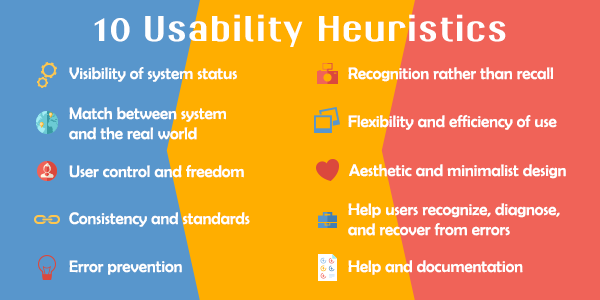 10 Usability Heuristics
Visibility of system status
Match between system
and the real world
User control and freedom
Consistency and standards
Error prevention
Recognition rather than recall
Flexibility and efficiency of use
Aesthetic and minimalist design
Help users recognize, diagnose,
and recover from errors
Help and documentation